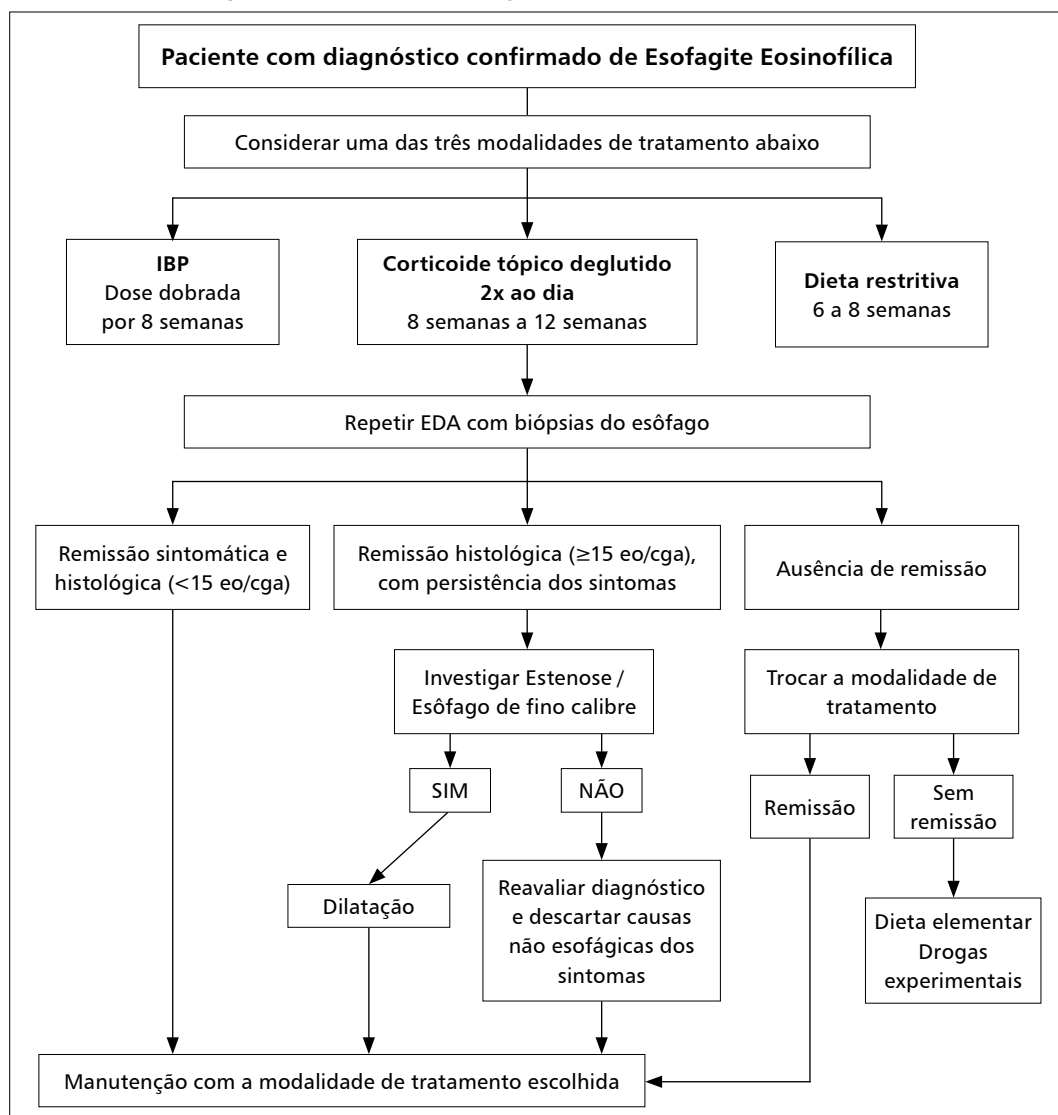 Paciente com diagnóstico confirmado de Esofagite Eosinofílica
Considerar uma das três modalidades de tratamento abaixo
IBP
Dose dobrada
por 8 semanas
Corticoide tópico deglutido
2x ao dia
8 semanas a 12 semanas
Dieta restritiva
6 a 8 semanas
Repetir EDA com biópsias do esôfago
Remissão sintomática e
histológica (<15 eo/cga)
Remissão histológica (≥15 eo/cga),
com persistência dos sintomas
Ausência de remissão
Investigar Estenose /
Esôfago de fino calibre
Trocar a modalidade de
tratamento
SIM
NÃO
Remissão
Sem
remissão
Dilatação
Reavaliar diagnóstico
e descartar causas
não esofágicas dos
sintomas
Dieta elementar
Drogas
experimentais
Manutenção com a modalidade de tratamento escolhida